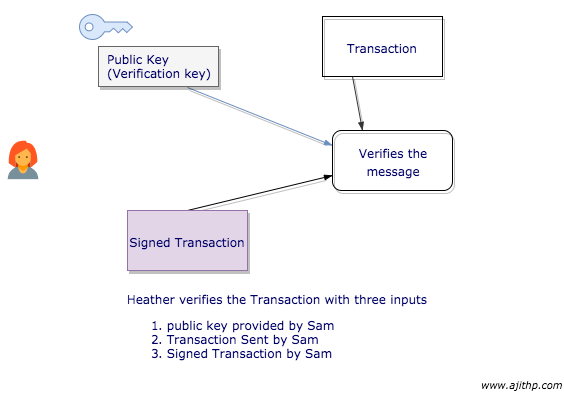 Public Key
(Verification key)
Transaction
Verifies the
message
Signed Transaction
Heather verifies the Transaction with three inputs
1. public key provided by Sam
2. Transaction Sent by Sam
3. Signed Transaction by Sam
www.ajithp.com